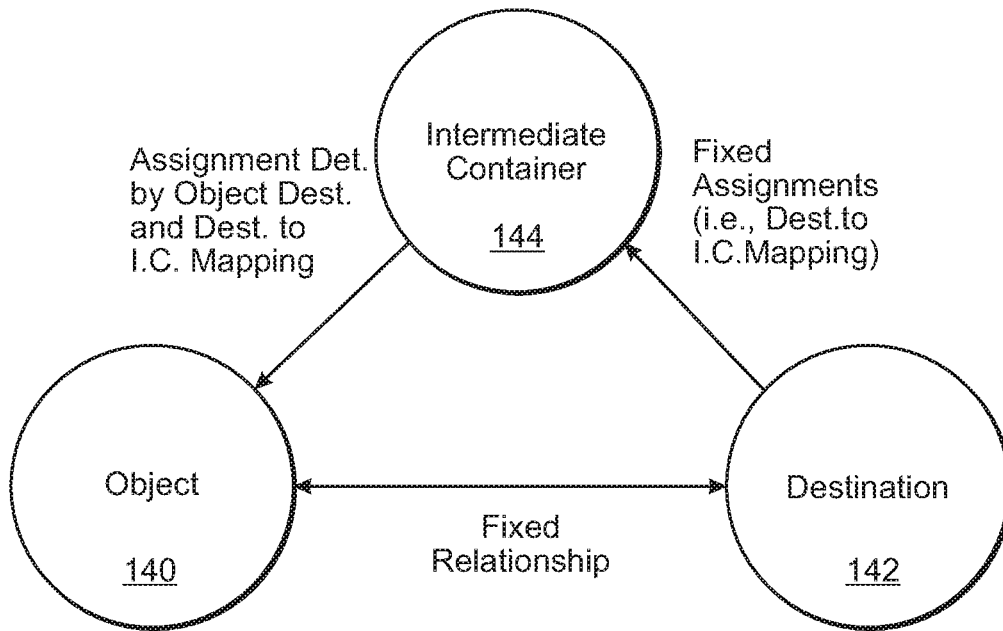 Intermediate
Container
144
Assignment Det.
by Object Dest.
and Dest. to
I.C. Mapping
Fixed
Assignments
(i.e., Dest.to
I.C.Mapping)
Object
140
Fixed
Relationship
Destination
142